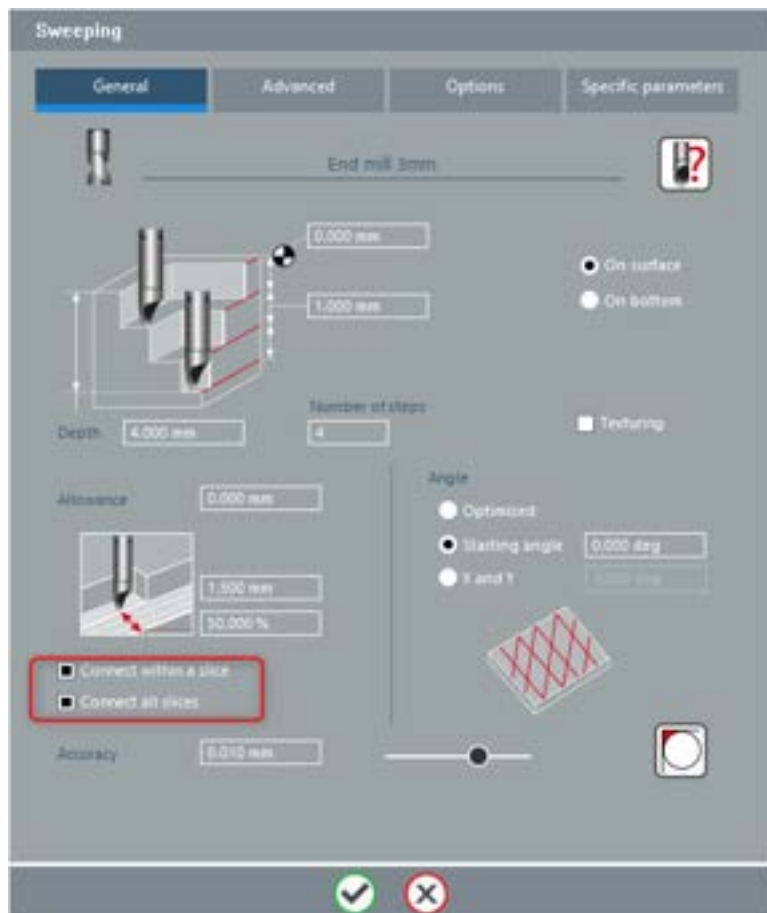 Sweeping
General Advanced Options Specific parameters
End mill 3mm
0.000 mm
On surface
1.000 mm
On bottom
Number of steps
Depth 4.000 mm 4
Texturing
Allowance 0.000 mm
Angle
Optimized
Starting angle 0.000 deg
1.500 mm
X and Y
50.000 %
Connect within a slice
Connect all slices
Accuracy 0.010 mm